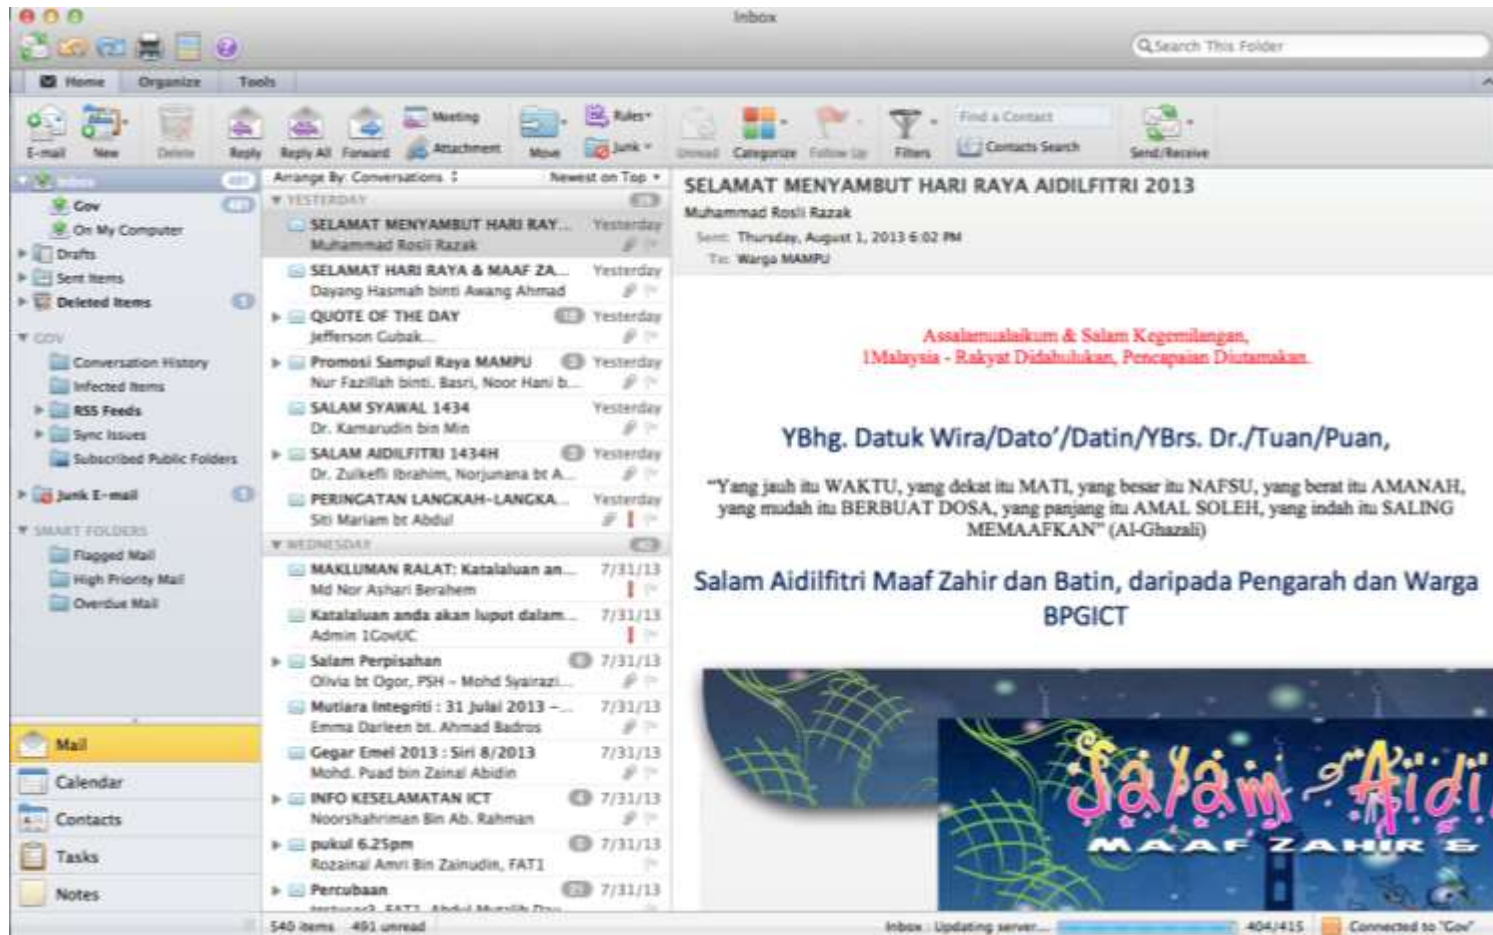 Inbox
Search This Folder
Home Organize Tools
E-mail New Delete Reply Reply All Forward Meeting Attachment Move Rules Junk Unread Categorize Follow Up Filters Find a Contact Contacts Search Send/Receive
Inbox
Gov
On My Computer
Drafts
Sent Items
Deleted Items
GOV
Conversation History
Infected Items
RSS Feeds
Sync Issues
Subscribed Public Folders
Junk E-mail
SMART FOLDERS
Flagged Mail
High Priority Mail
Overdue Mail
Mail
Calendar
Contacts
Tasks
Notes
Arrange By: Conversations Newest on Top
YESTERDAY
SELAMAT MENYAMBUT HARI RAY... Yesterday
Muhammad Rosli Razak
SELAMAT HARI RAYA & MAAF ZA... Yesterday
Dayang Hasmah binti Awang Ahmad
QUOTE OF THE DAY 18 Yesterday
Jefferson Gubak...
Promosi Sampul Raya MAMPU Yesterday
Nur Fazillah binti. Basri, Noor Hani b...
SALAM SYAWAL 1434 Yesterday
Dr. Kamarudin bin Min
SALAM AIDILFITRI 1434H Yesterday
Dr. Zulkefli Ibrahim, Norjunana bt A...
PERINGATAN LANGKAH-LANGKA... Yesterday
Siti Mariam bt Abdul
WEDNESDAY
MAKLUMAN RALAT: Katalaluan an... 7/31/13
Md Nor Ashari Berahem
Katalaluan anda akan luput dalam... 7/31/13
Admin 1GovUC
Salam Perpisahan 7/31/13
Olivia bt Ogor, PSH - Mohd Syairazi...
Mutiara Integriti : 31 Julai 2013 -... 7/31/13
Emma Darleen bt. Ahmad Badros
Gegar Emel 2013 : Siri 8/2013 7/31/13
Mohd. Puad bin Zainal Abidin
INFO KESELAMATAN ICT 4 7/31/13
Noorshahriman Bin Ab. Rahman
pukul 6.25pm 7/31/13
Rozainal Amri Bin Zainudin, FAT1
Percubaan 21 7/31/13
SELAMAT MENYAMBUT HARI RAYA AIDILFITRI 2013
Muhammad Rosli Razak
Sent: Thursday, August 1, 2013 6:02 PM
To: Warga MAMPU
Assalamualaikum & Salam Kegemilangan,
1Malaysia - Rakyat Didahulukan, Pencapaian Diutamakan.
YBhg. Datuk Wira/Dato’/Datin/YBrs. Dr./Tuan/Puan,
“Yang jauh itu WAKTU, yang dekat itu MATI, yang besar itu NAFSU, yang berat itu AMANAH,
yang mudah itu BERBUAT DOSA, yang panjang itu AMAL SOLEH, yang indah itu SALING
MEMAAFKAN” (Al-Ghazali)
Salam Aidilfitri Maaf Zahir dan Batin, daripada Pengarah dan Warga
BPGICT
Salam Aidi
MAAF ZAHIR &
540 items 491 unread
Inbox : Updating server... 404/415 Connected to "Gov"